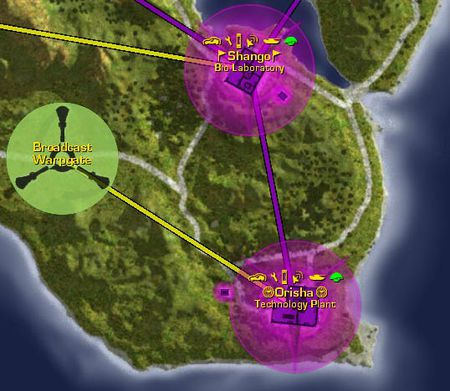 Shango
Bio-Laboratory
Broadcast
Warpgate
Orisha
Technology Plant